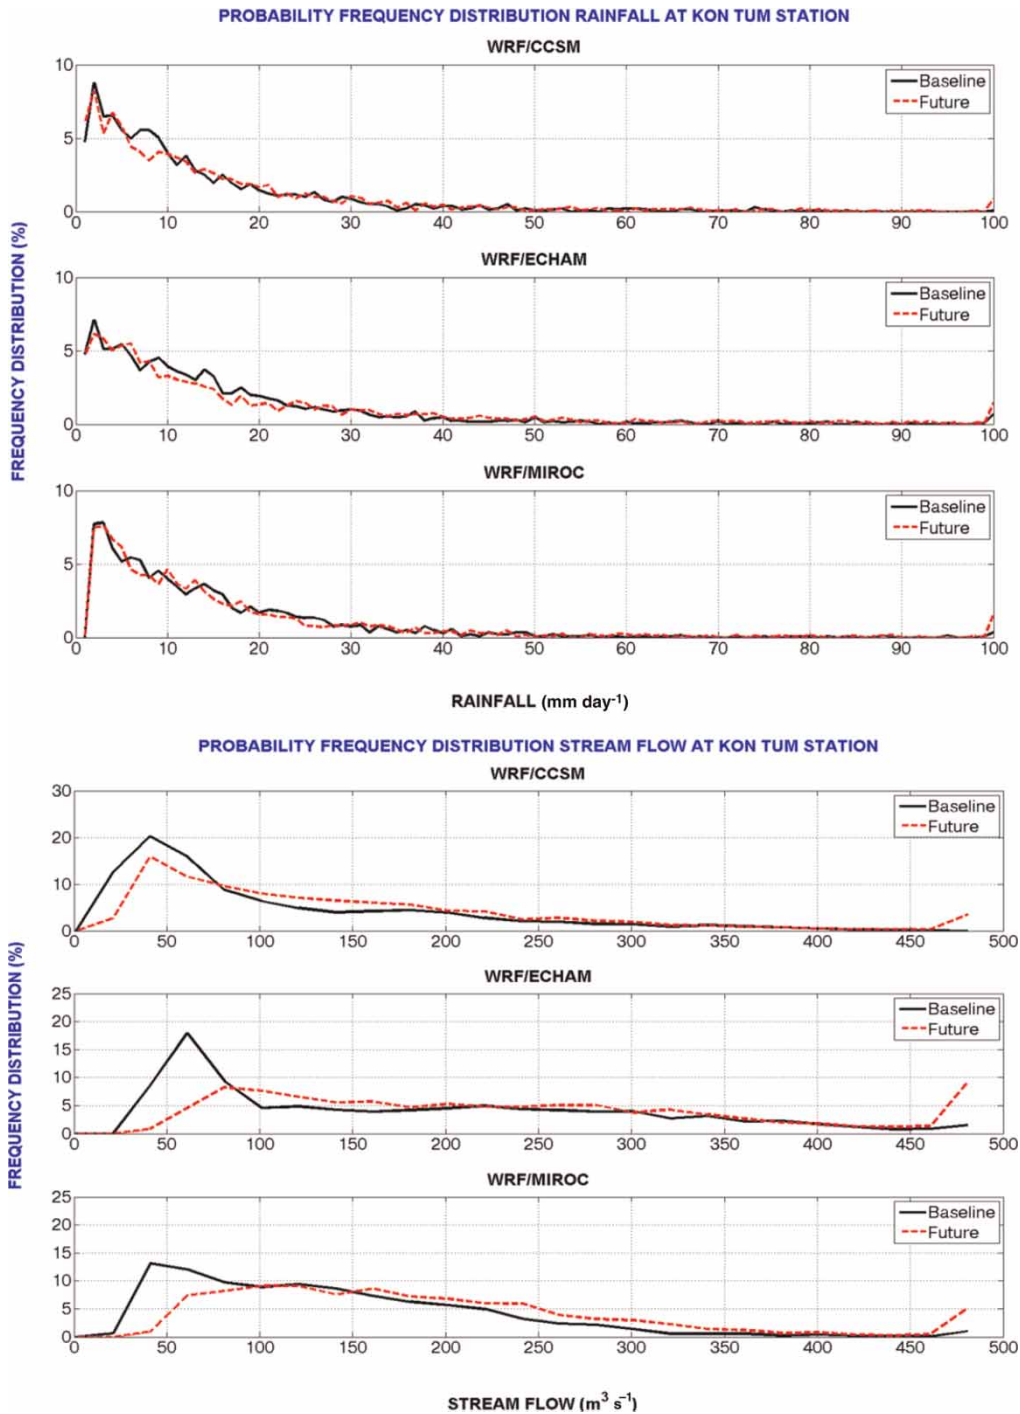 PROBABILITY FREQUENCY DISTRIBUTION RAINFALL AT KON TUM STATION
WRF/CCSM
10
5
0
Baseline
Future
0 10 20 30 40 50 60 70 80 90 100
WRF/ECHAM
10
5
0
Baseline
Future
0 10 20 30 40 50 60 70 80 90 100
FREQUENCY DISTRIBUTION (%)
WRF/MIROC
10
5
0
Baseline
Future
0 10 20 30 40 50 60 70 80 90 100
RAINFALL (mm day⁻¹)
PROBABILITY FREQUENCY DISTRIBUTION STREAM FLOW AT KON TUM STATION
WRF/CCSM
30
20
10
0
Baseline
Future
0 50 100 150 200 250 300 350 400 450 500
WRF/ECHAM
25
20
15
10
5
0
Baseline
Future
0 50 100 150 200 250 300 350 400 450 500
FREQUENCY DISTRIBUTION (%)
WRF/MIROC
25
20
15
10
5
0
Baseline
Future
0 50 100 150 200 250 300 350 400 450 500
STREAM FLOW (m³ s⁻¹)